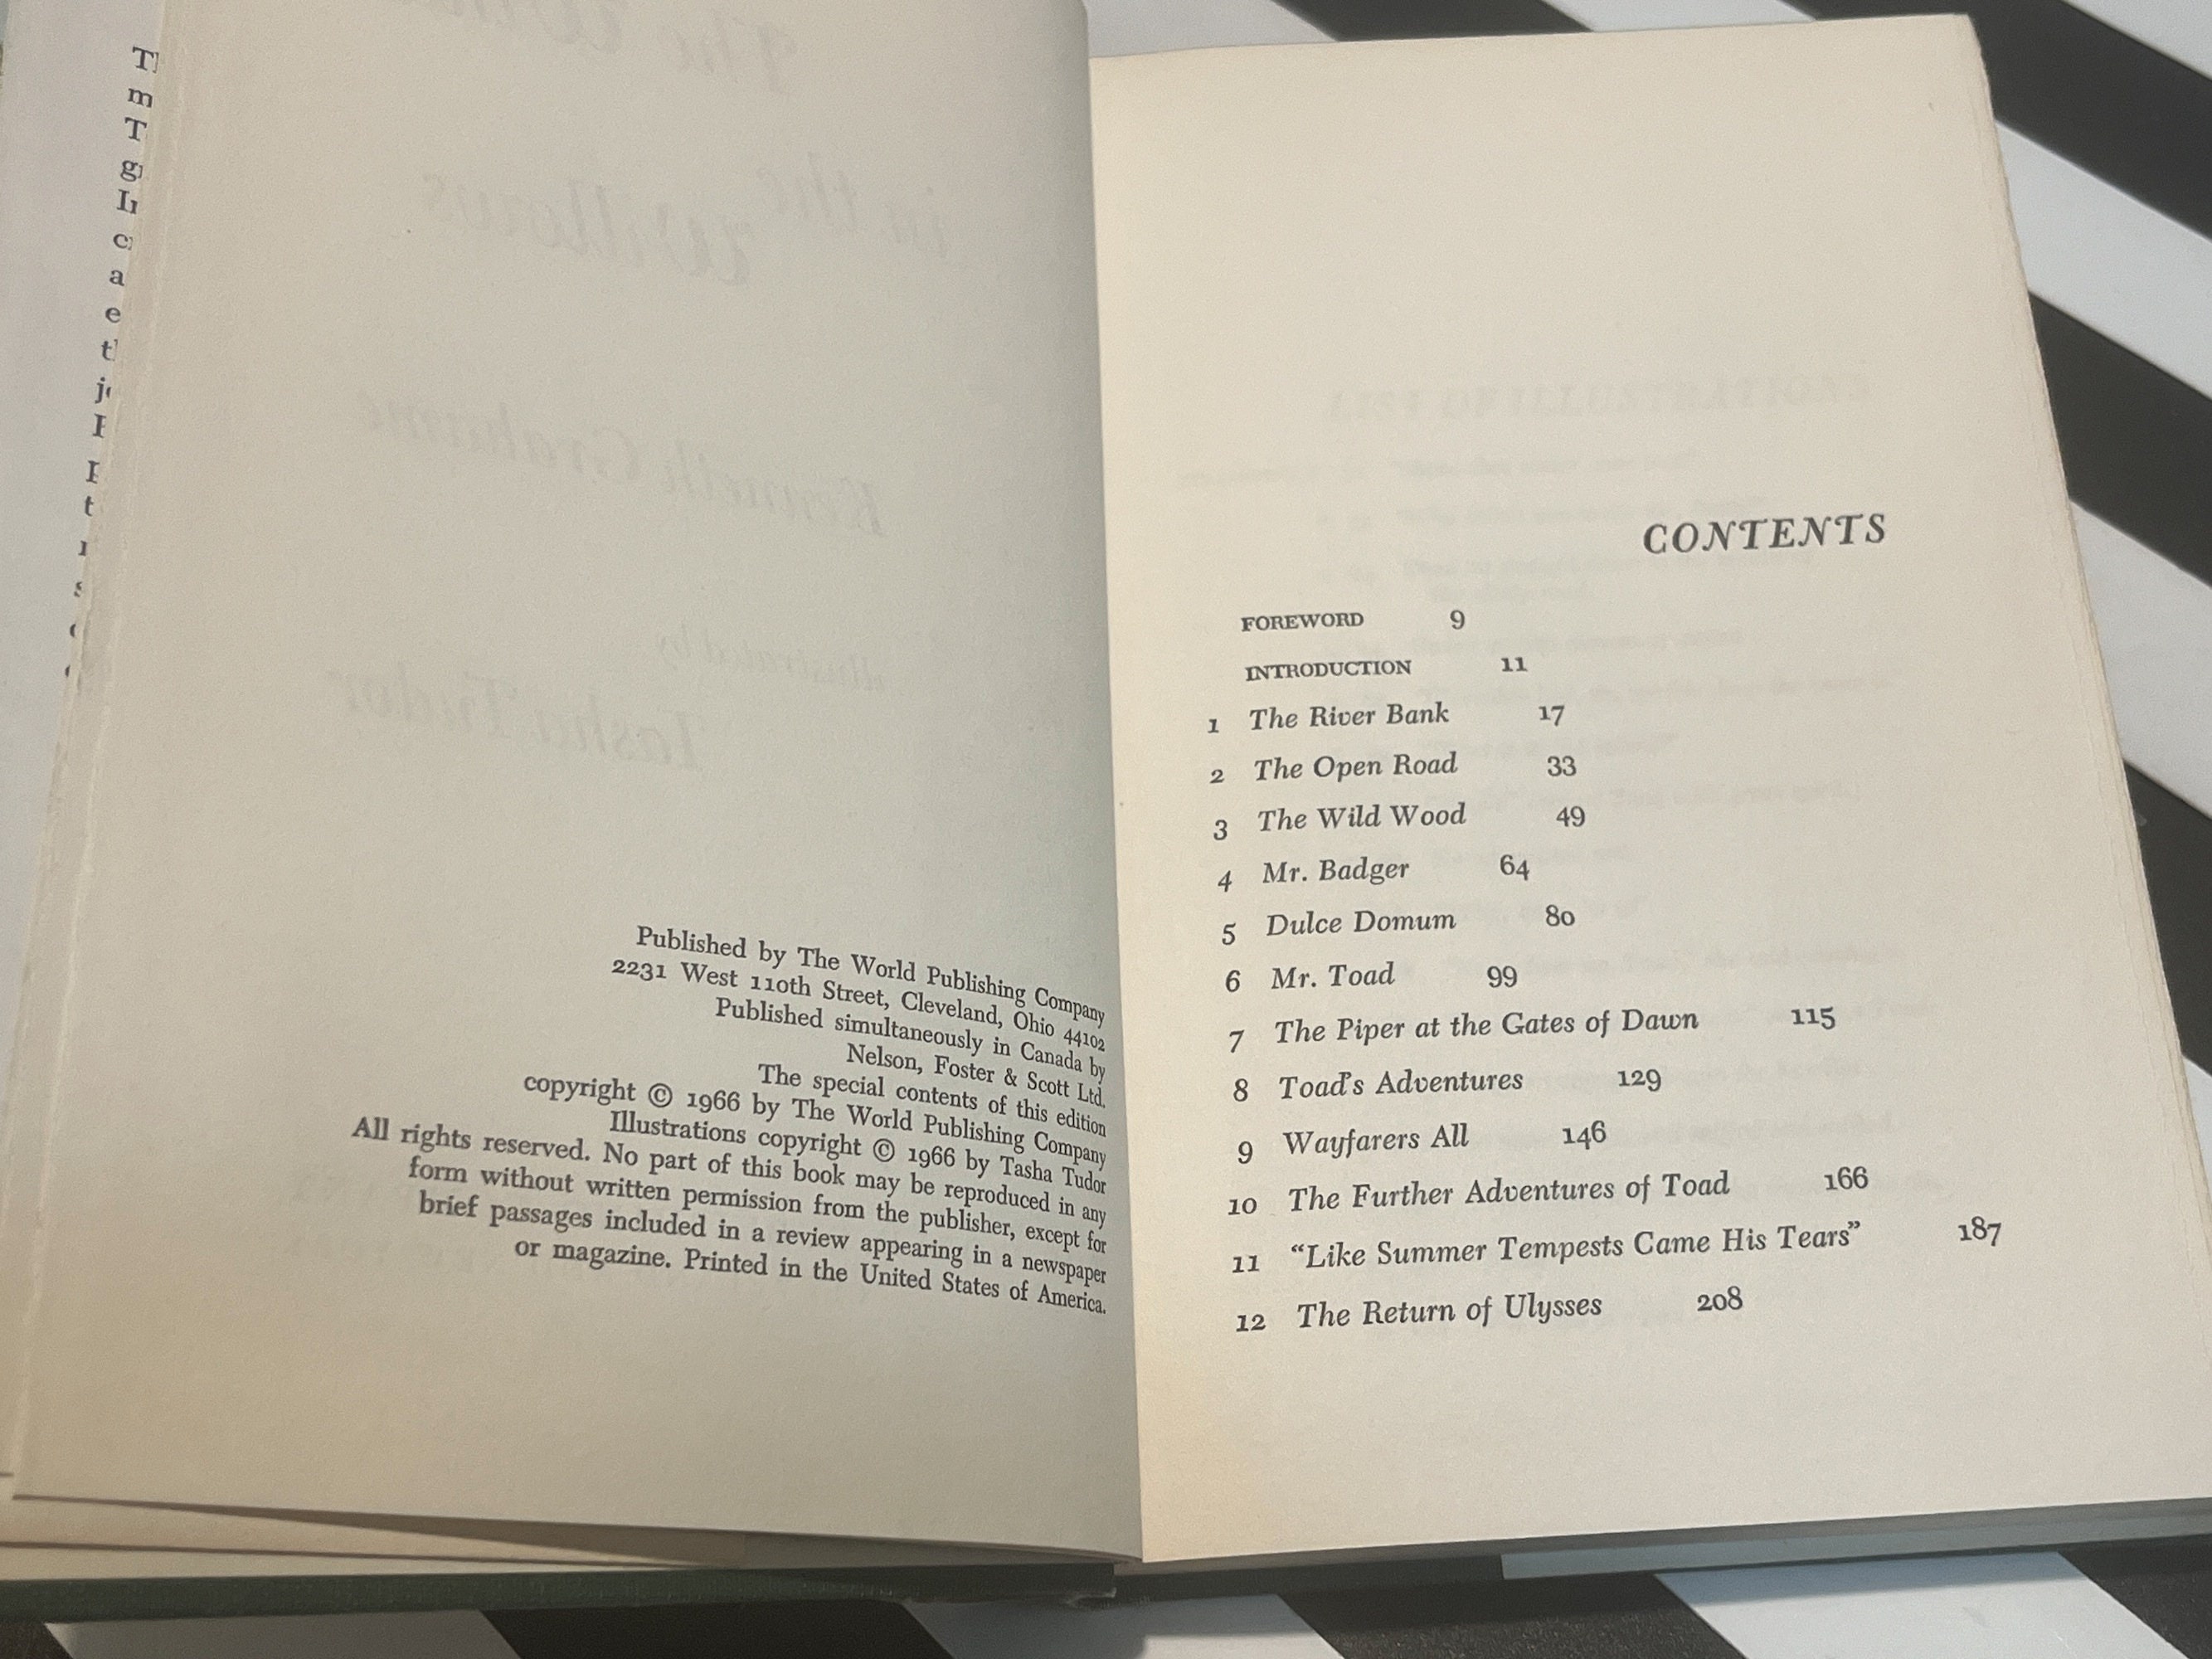 Published by The World Publishing Company
2231 West 110th Street, Cleveland, Ohio 44102
Published simultaneously in Canada by
Nelson, Foster & Scott Ltd.
The special contents of this edition
copyright © 1966 by The World Publishing Company
Illustrations copyright © 1966 by Tasha Tudor
All rights reserved. No part of this book may be reproduced in any
form without written permission from the publisher, except for
brief passages included in a review appearing in a newspaper
or magazine. Printed in the United States of America.
CONTENTS
FOREWORD 9
INTRODUCTION 11
1 The River Bank 17
2 The Open Road 33
3 The Wild Wood 49
4 Mr. Badger 64
5 Dulce Domum 80
6 Mr. Toad 99
7 The Piper at the Gates of Dawn 115
8 Toad's Adventures 129
9 Wayfarers All 146
10 The Further Adventures of Toad 166
11 “Like Summer Tempests Came His Tears” 187
12 The Return of Ulysses 208